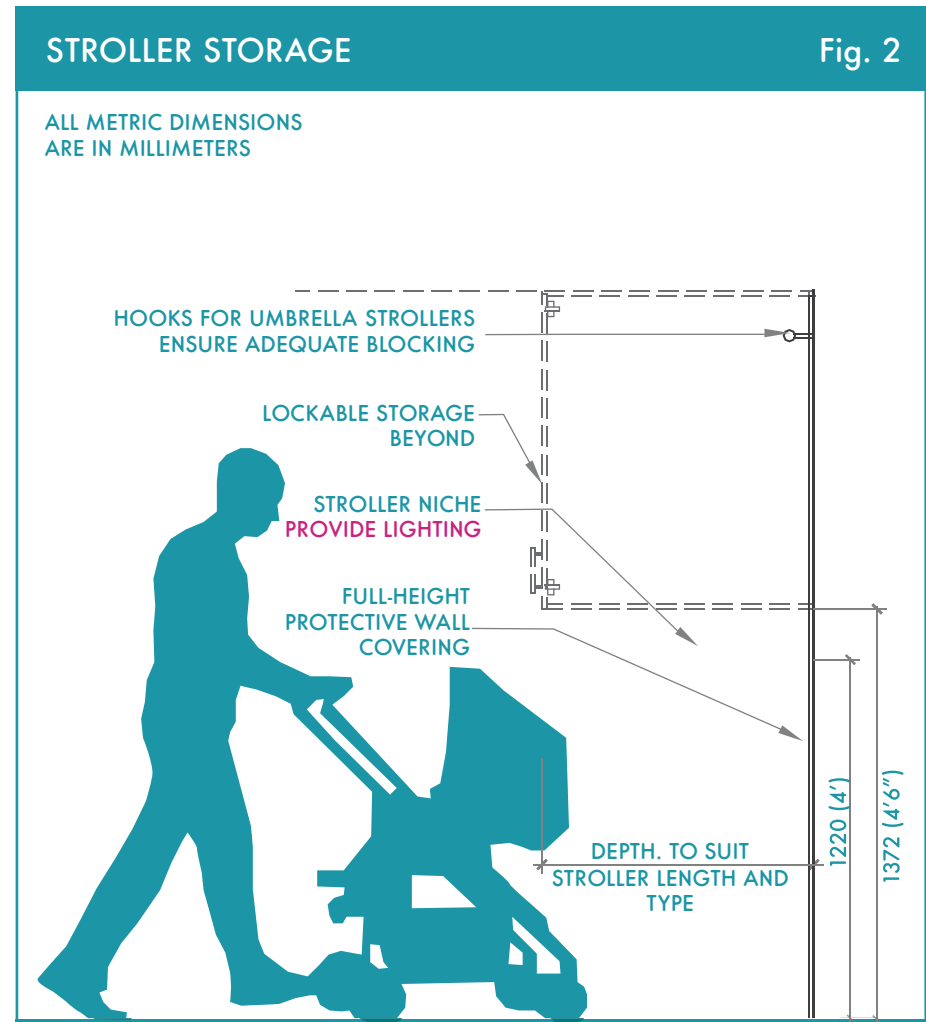 STROLLER STORAGE
Fig. 2
ALL METRIC DIMENSIONS
ARE IN MILLIMETERS
HOOKS FOR UMBRELLA STROLLERS
ENSURE ADEQUATE BLOCKING
LOCKABLE STORAGE
BEYOND
STROLLER NICHE
PROVIDE LIGHTING
FULL-HEIGHT
PROTECTIVE WALL
COVERING
1220 (4')
1372 (4'6")
DEPTH. TO SUIT
STROLLER LENGTH AND
TYPE